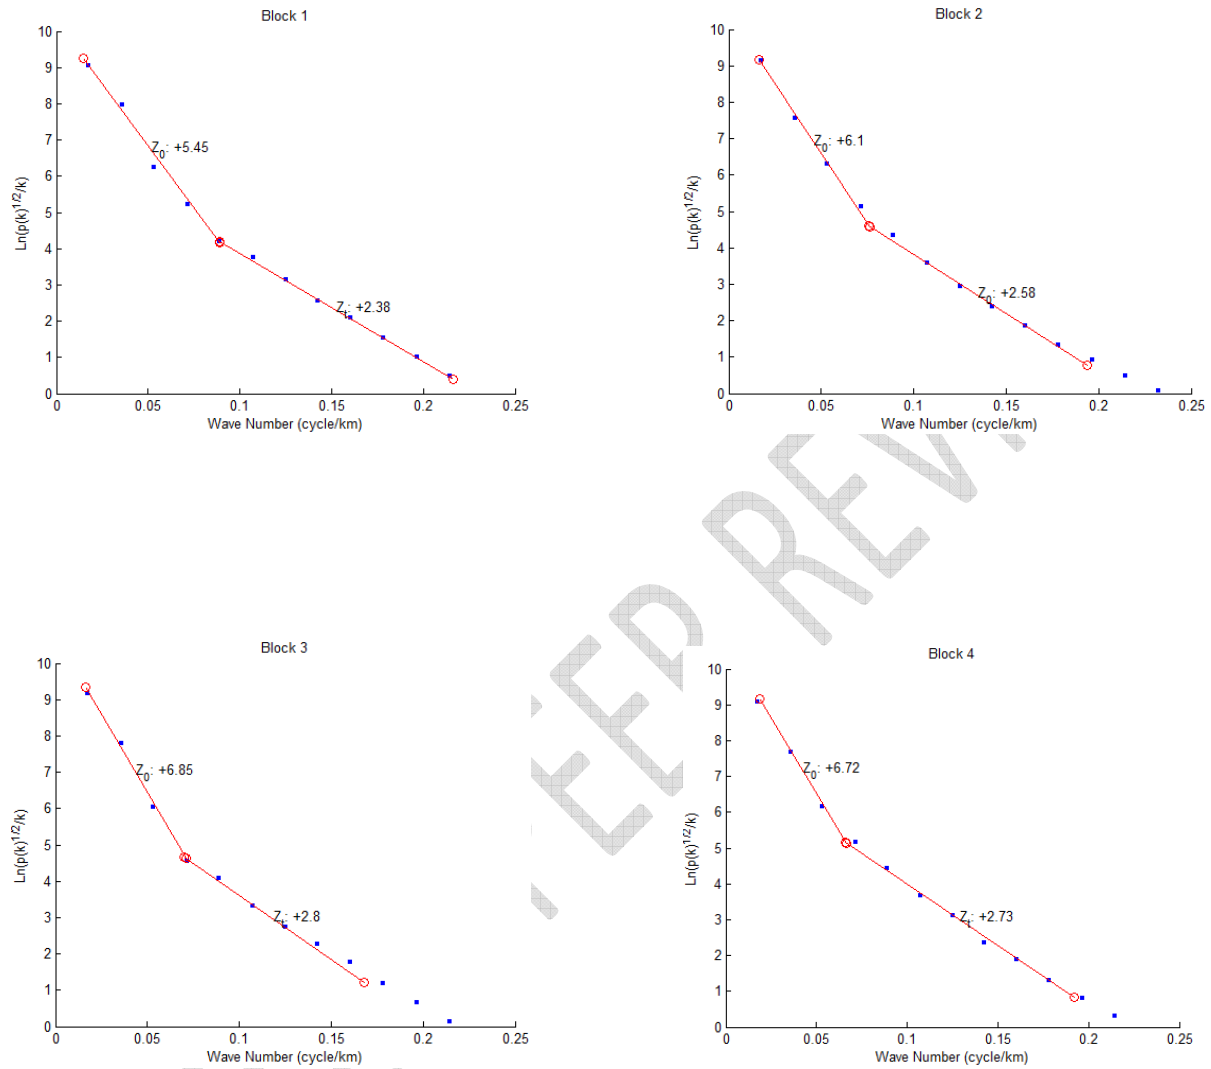 Block 1
10
9
8
7
6
5
4
3
2
1
0
Ln(p(k)^1/2/k)
Z0: +5.45
Zt: +2.38
0 0.05 0.1 0.15 0.2 0.25
Wave Number (cycle/km)
Block 2
10
9
8
7
6
5
4
3
2
1
0
Ln(p(k)^1/2/k)
Z0: +6.1
Z0: +2.58
0 0.05 0.1 0.15 0.2 0.25
Wave Number (cycle/km)
Block 3
10
9
8
7
6
5
4
3
2
1
0
Ln(p(k)^1/2/k)
Z0: +6.85
Zt: +2.8
0 0.05 0.1 0.15 0.2 0.25
Wave Number (cycle/km)
Block 4
10
9
8
7
6
5
4
3
2
1
0
Ln(p(k)^1/2/k)
Z0: +6.72
Zt: +2.73
0 0.05 0.1 0.15 0.2 0.25
Wave Number (cycle/km)